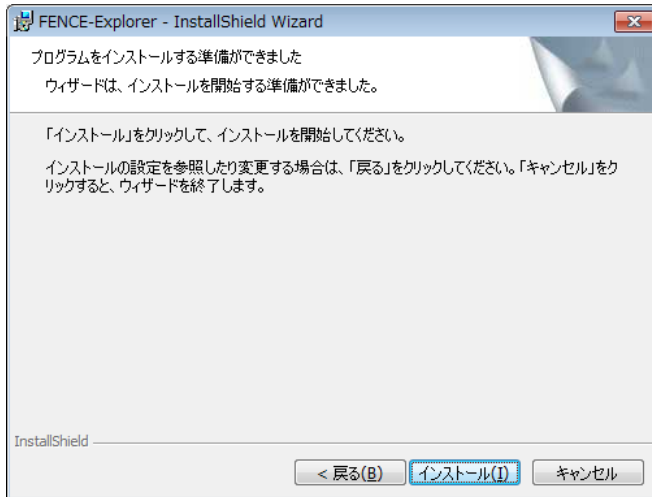 FENCE-Explorer - InstallShield Wizard
プログラムをインストールする準備ができました
ウィザードは、インストールを開始する準備ができました。
「インストール」をクリックして、インストールを開始してください。
インストールの設定を参照したり変更する場合は、「戻る」をクリックしてください。「キャンセル」をク
リックすると、ウィザードを終了します。
InstallShield
< 戻る(B) インストール(I) キャンセル